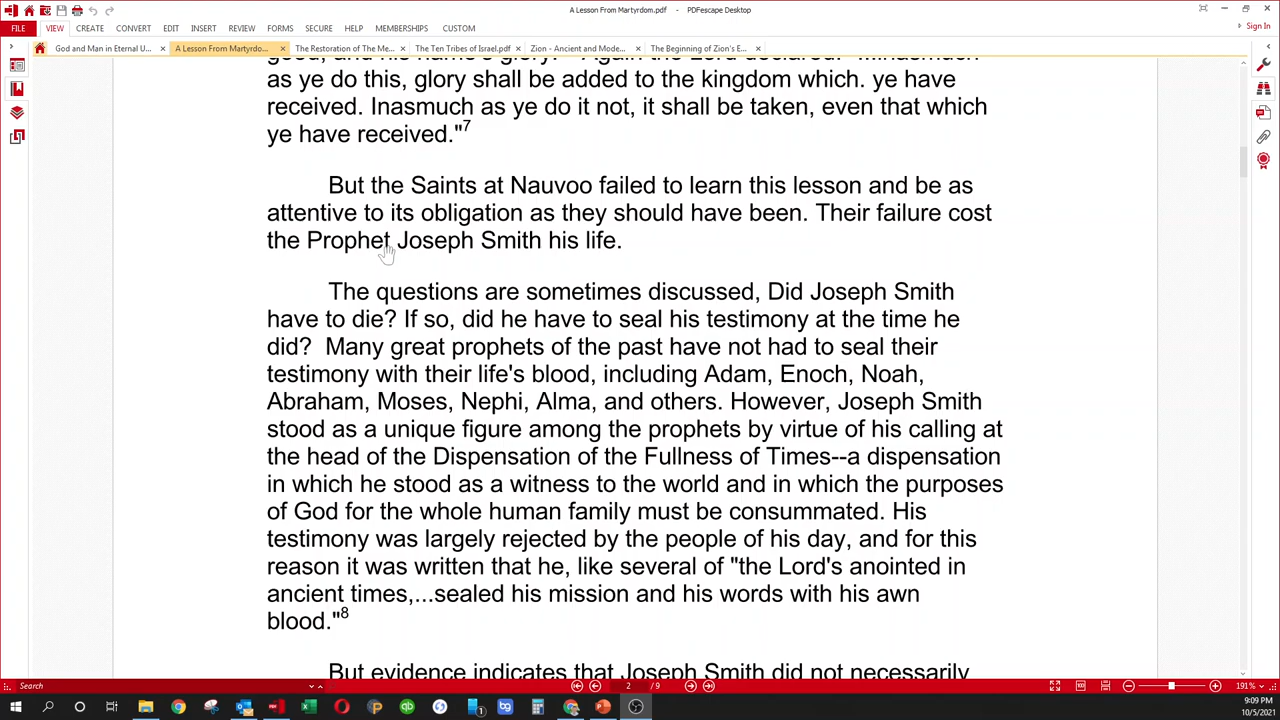 A Lesson From Martyrdom.pdf - PDFescape Desktop
Sign In
FILE VIEW CREATE CONVERT EDIT INSERT REVIEW FORMS SECURE HELP MEMBERSHIPS CUSTOM
God and Man in Eternal U... A Lesson From Martyrdo... The Restoration of The Me... The Ten Tribes of Israel.pdf Zion - Ancient and Mode... The Beginning of Zion's E...
as ye do this, glory shall be added to the kingdom which. ye have
received. Inasmuch as ye do it not, it shall be taken, even that which
ye have received."7
But the Saints at Nauvoo failed to learn this lesson and be as
attentive to its obligation as they should have been. Their failure cost
the Prophet Joseph Smith his life.
The questions are sometimes discussed, Did Joseph Smith
have to die? If so, did he have to seal his testimony at the time he
did?  Many great prophets of the past have not had to seal their
testimony with their life's blood, including Adam, Enoch, Noah,
Abraham, Moses, Nephi, Alma, and others. However, Joseph Smith
stood as a unique figure among the prophets by virtue of his calling at
the head of the Dispensation of the Fullness of Times--a dispensation
in which he stood as a witness to the world and in which the purposes
of God for the whole human family must be consummated. His
testimony was largely rejected by the people of his day, and for this
reason it was written that he, like several of "the Lord's anointed in
ancient times,...sealed his mission and his words with his awn
blood."8
But evidence indicates that Joseph Smith did not necessarily
Search 2 / 9 191%
9:09 PM
10/5/2021